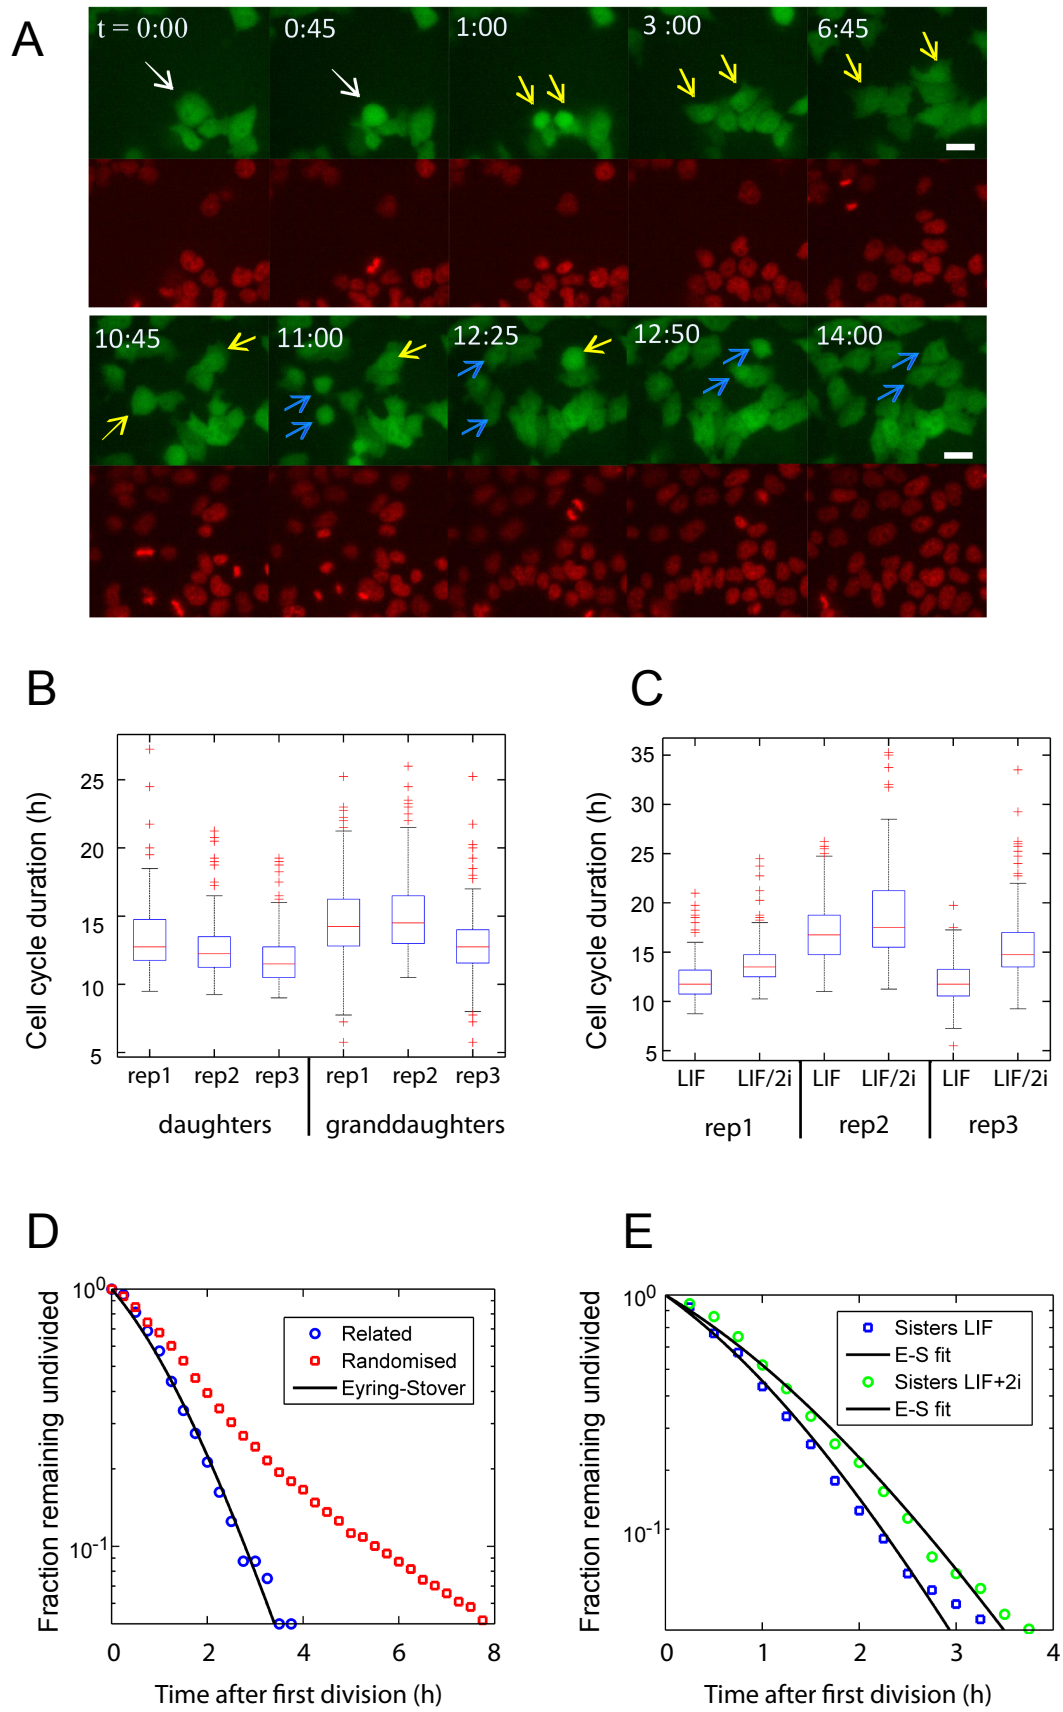 A
t = 0:00 0:45 1:00 3:00 6:45
10:45 11:00 12:25 12:50 14:00
B
Cell cycle duration (h)
25
20
15
10
5
rep1 rep2 rep3 rep1 rep2 rep3
daughters granddaughters
C
Cell cycle duration (h)
35
30
25
20
15
10
5
LIF LIF/2i LIF LIF/2i LIF LIF/2i
rep1 rep2 rep3
D
Fraction remaining undivided
10^0
10^-1
Related
Randomised
Eyring-Stover
0 2 4 6 8
Time after first division (h)
E
Fraction remaining undivided
10^0
10^-1
Sisters LIF
E-S fit
Sisters LIF+2i
E-S fit
0 1 2 3 4
Time after first division (h)